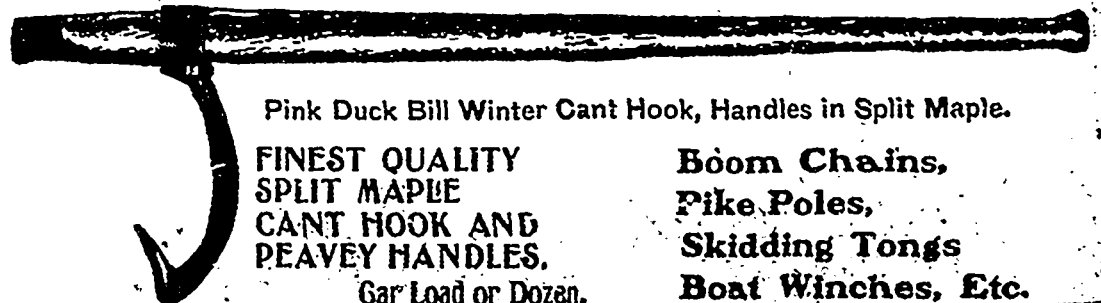 Pink Duck Bill Winter Cant Hook, Handles in Split Maple.
FINEST QUALITY
SPLIT MAPLE
CANT HOOK AND
PEAVEY HANDLES.
Car Load or Dozen.
Boom Chains,
Pike Poles,
Skidding Tongs
Boat Winches, Etc.